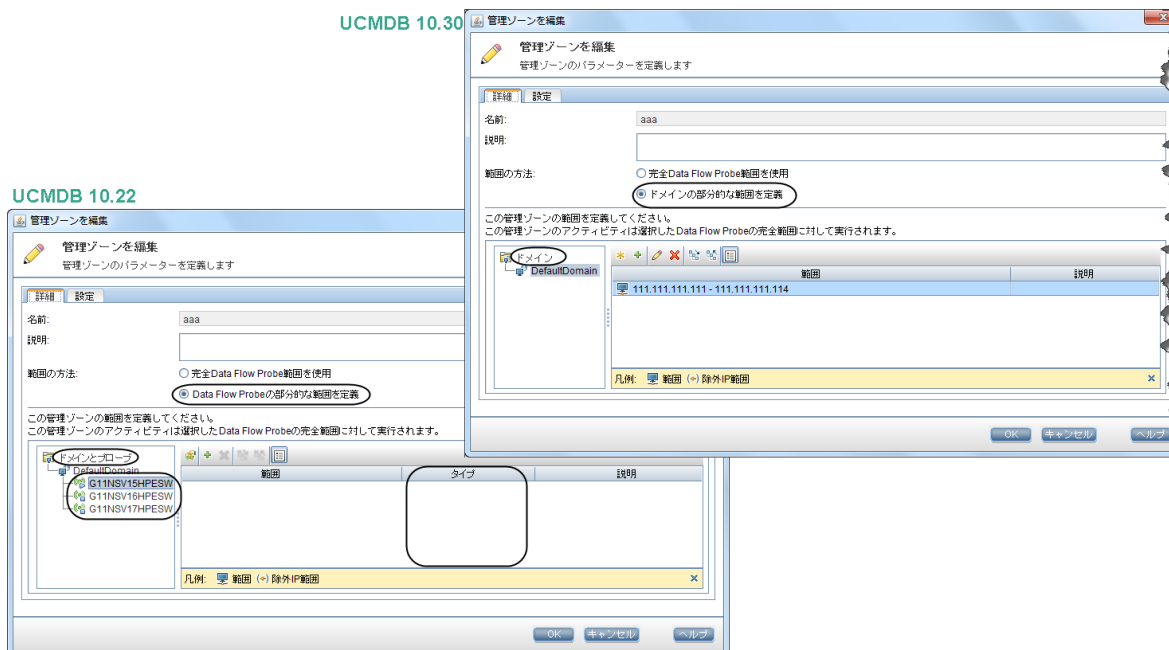 UCMDB 10.30
管理ゾーンを編集
管理ゾーンを編集
管理ゾーンのパラメーターを定義します
詳細 設定
名前: aaa
説明:
範囲の方法: 完全Data Flow Probe範囲を使用
ドメインの部分的な範囲を定義
この管理ゾーンの範囲を定義してください。
この管理ゾーンのアクティビティは選択したData Flow Probeの完全範囲に対して実行されます。
ドメイン
DefaultDomain
範囲 説明
111.111.111.111 - 111.111.111.114
凡例: 範囲 除外IP範囲
OK キャンセル ヘルプ
UCMDB 10.22
管理ゾーンを編集
管理ゾーンを編集
管理ゾーンのパラメーターを定義します
詳細 設定
名前: aaa
説明:
範囲の方法: 完全Data Flow Probe範囲を使用
Data Flow Probeの部分的な範囲を定義
この管理ゾーンの範囲を定義してください。
この管理ゾーンのアクティビティは選択したData Flow Probeの完全範囲に対して実行されます。
ドメインとプローブ
DefaultDomain
G11NSV15HPESW
G11NSV16HPESW
G11NSV17HPESW
範囲 タイプ 説明
凡例: 範囲 除外IP範囲
OK キャンセル ヘルプ